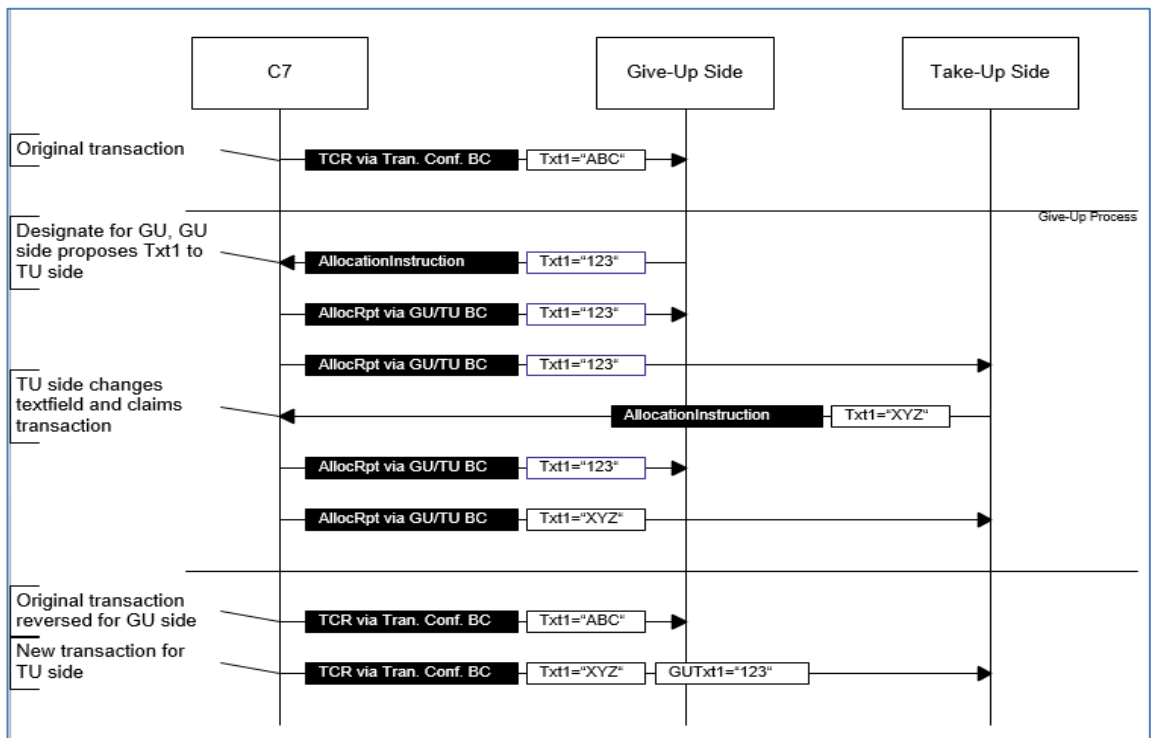 C7
Give-Up Side
Take-Up Side
Original transaction
TCR via Tran. Conf. BC
Txt1="ABC“
Give-Up Process
Designate for GU, GU
side proposes Txt1 to
TU side
AllocationInstruction
Txt1=“123“
AllocRpt via GU/TU BC
Txt1=“123“
AllocRpt via GU/TU BC
Txt1=“123“
TU side changes
textfield and claims
transaction
AllocationInstruction
Txt1=“XYZ“
AllocRpt via GU/TU BC
Txt1=“123“
AllocRpt via GU/TU BC
Txt1=“XYZ“
Original transaction
reversed for GU side
TCR via Tran. Conf. BC
Txt1="ABC“
New transaction for
TU side
TCR via Tran. Conf. BC
Txt1=“XYZ“
GUTxt1=“123“